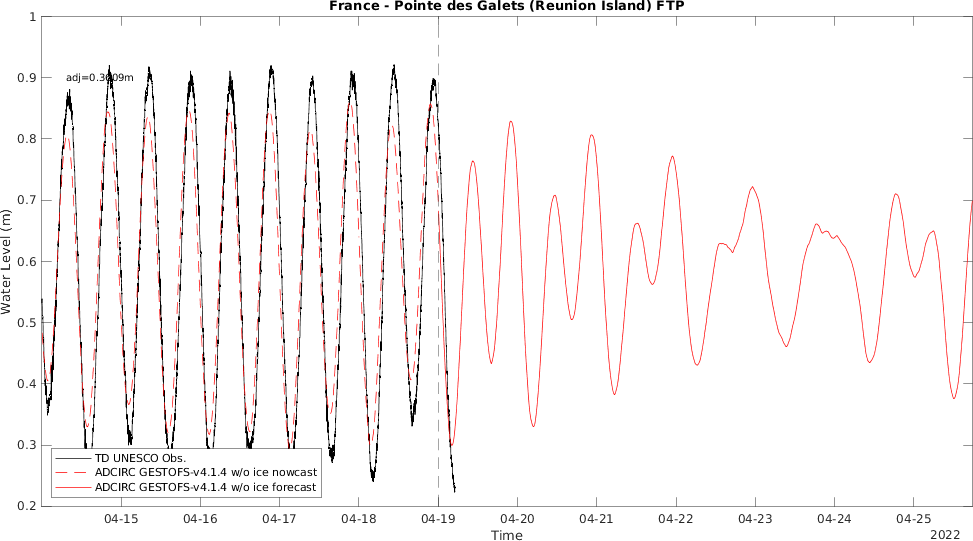 France - Pointe des Galets (Reunion Island) FTP
1
0.9
0.8
0.7
0.6
0.5
0.4
0.3
0.2
Water Level (m)
adj=0.3009m
TD UNESCO Obs.
ADCIRC GESTOFS-v4.1.4 w/o ice nowcast
ADCIRC GESTOFS-v4.1.4 w/o ice forecast
04-15 04-16 04-17 04-18 04-19 04-20 04-21 04-22 04-23 04-24 04-25
Time
2022